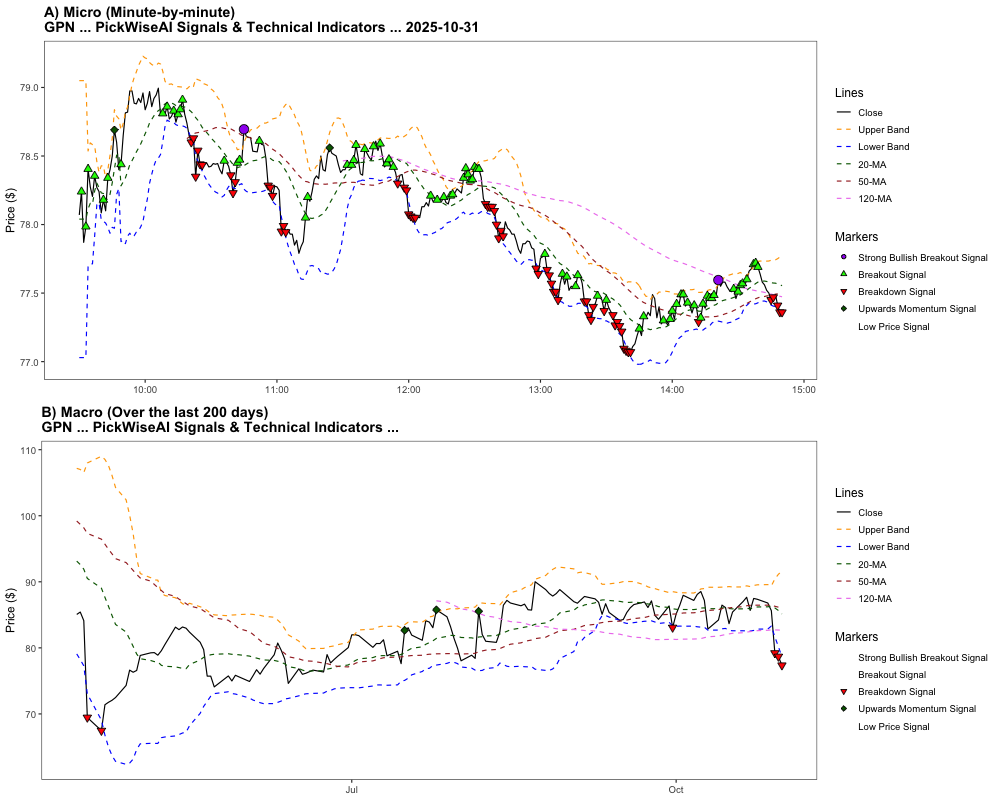 A) Micro (Minute-by-minute)
GPN ... PickWiseAI Signals & Technical Indicators ... 2025-10-31
Price ($)
79.0
78.5
78.0
77.5
77.0
10:00
11:00
12:00
13:00
14:00
15:00
Lines
Close
Upper Band
Lower Band
20-MA
50-MA
120-MA
Markers
Strong Bullish Breakout Signal
Breakout Signal
Breakdown Signal
Upwards Momentum Signal
Low Price Signal
B) Macro (Over the last 200 days)
GPN ... PickWiseAI Signals & Technical Indicators ...
Price ($)
110
100
90
80
70
Jul
Oct
Lines
Close
Upper Band
Lower Band
20-MA
50-MA
120-MA
Markers
Strong Bullish Breakout Signal
Breakout Signal
Breakdown Signal
Upwards Momentum Signal
Low Price Signal